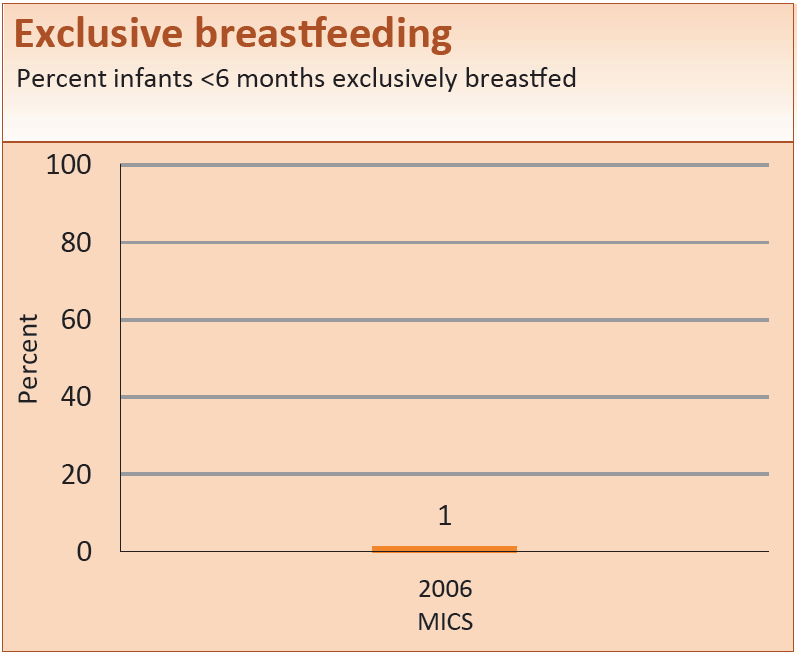 Exclusive breastfeeding
Percent infants <6 months exclusively breastfed
100
80
60
40
20
0
Percent
1
2006
MICS